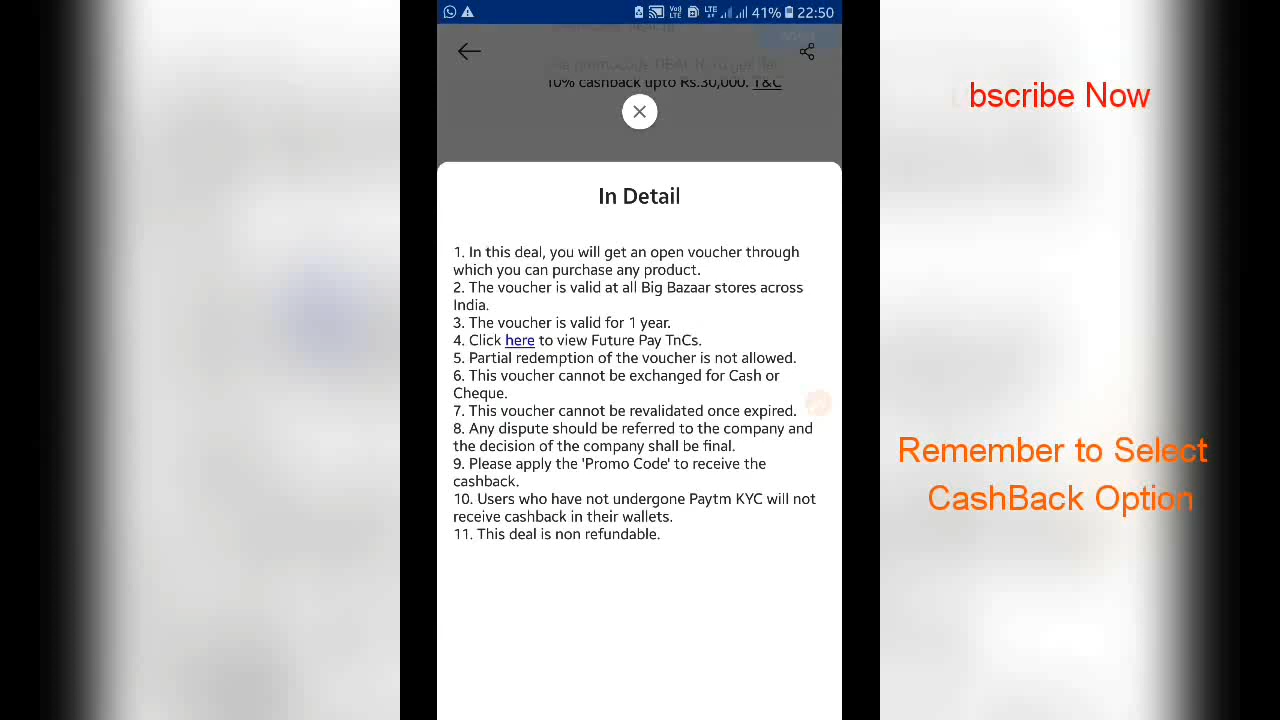 41% 22:50
10% cashback upto Rs.30,000. T&C
bscribe Now
In Detail
1. In this deal, you will get an open voucher through
which you can purchase any product.
2. The voucher is valid at all Big Bazaar stores across
India.
3. The voucher is valid for 1 year.
4. Click here to view Future Pay TnCs.
5. Partial redemption of the voucher is not allowed.
6. This voucher cannot be exchanged for Cash or
Cheque.
7. This voucher cannot be revalidated once expired.
8. Any dispute should be referred to the company and
the decision of the company shall be final.
9. Please apply the 'Promo Code' to receive the
cashback.
10. Users who have not undergone Paytm KYC will not
receive cashback in their wallets.
11. This deal is non refundable.
Remember to Select
CashBack Option